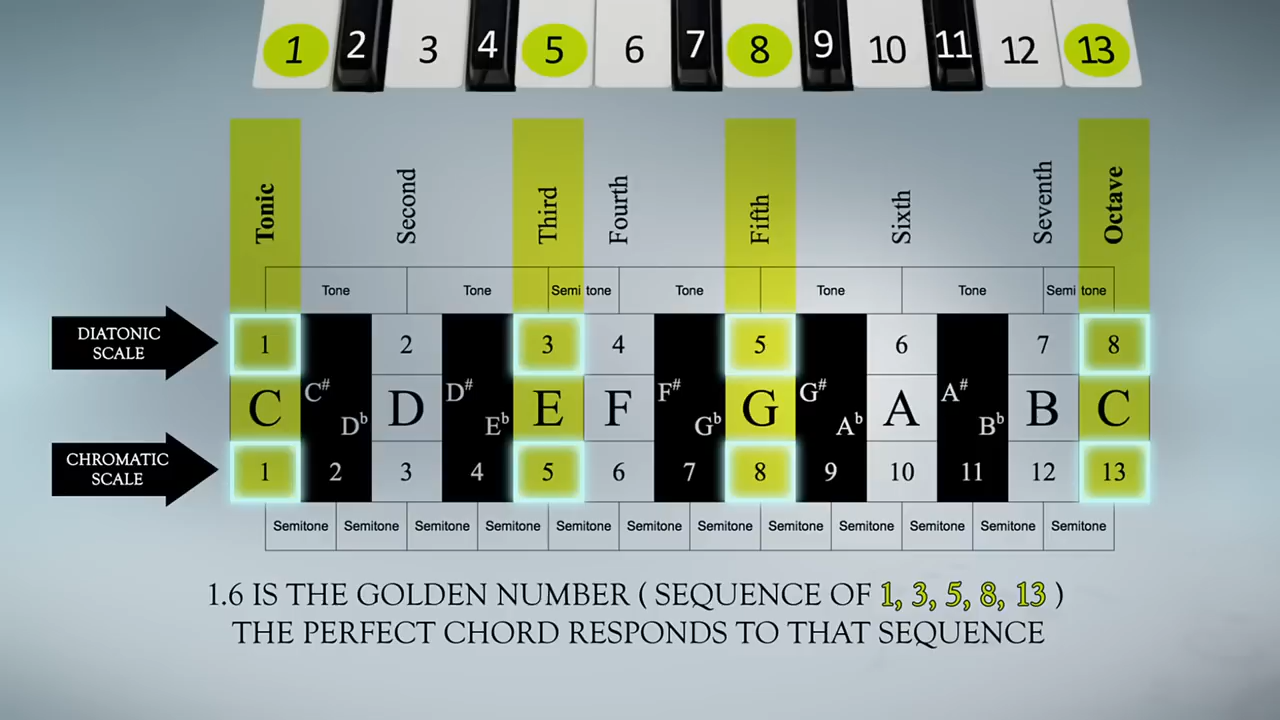 1 2 3 4 5 6 7 8 9 10 11 12 13
Tonic Second Third Fourth Fifth Sixth Seventh Octave
Tone Tone Semi tone Tone Tone Tone Semi tone
DIATONIC
SCALE
1 2 3 4 5 6 7 8
C C# Db D D# Eb E F F# Gb G G# Ab A A# Bb B C
CHROMATIC
SCALE
1 2 3 4 5 6 7 8 9 10 11 12 13
Semitone Semitone Semitone Semitone Semitone Semitone Semitone Semitone Semitone Semitone Semitone Semitone
1.6 IS THE GOLDEN NUMBER ( SEQUENCE OF 1, 3, 5, 8, 13 )
THE PERFECT CHORD RESPONDS TO THAT SEQUENCE